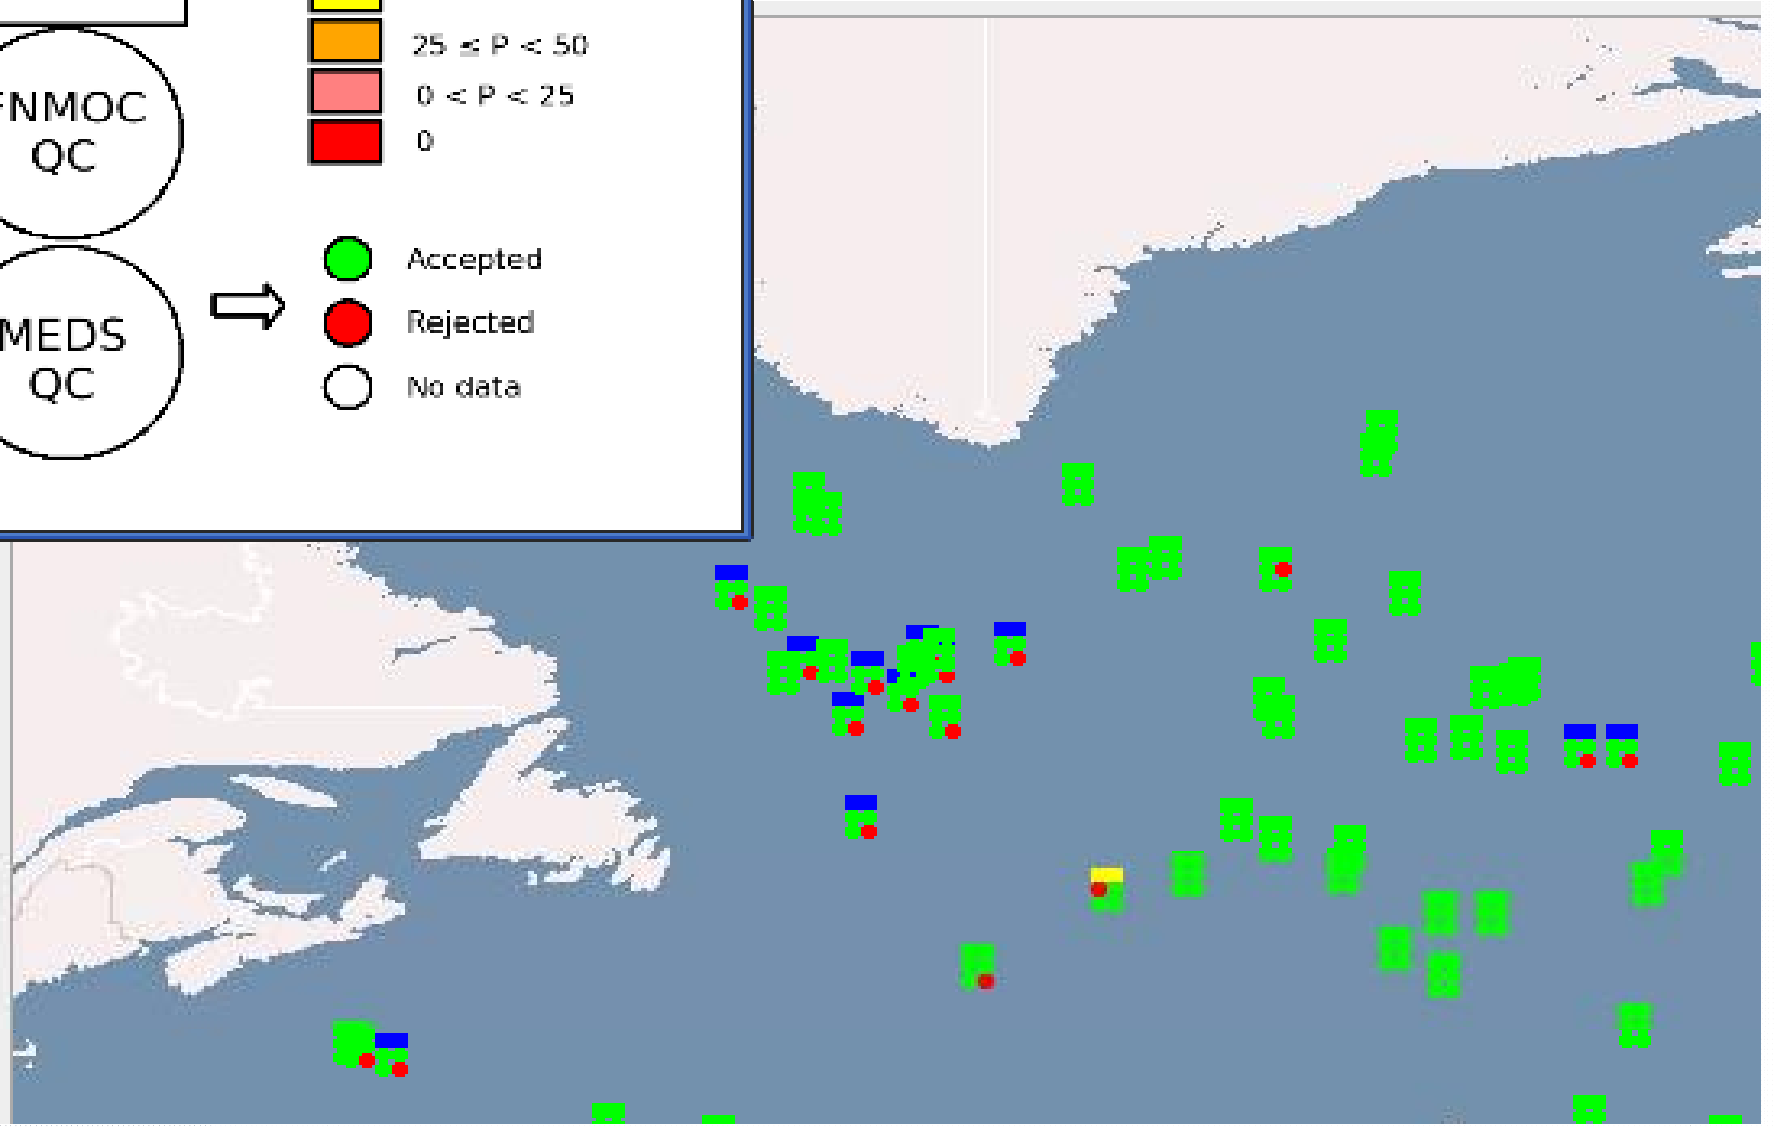 25 ≤ P < 50
0 < P < 25
0
FNMOC
QC
Accepted
MEDS
QC
Rejected
No data